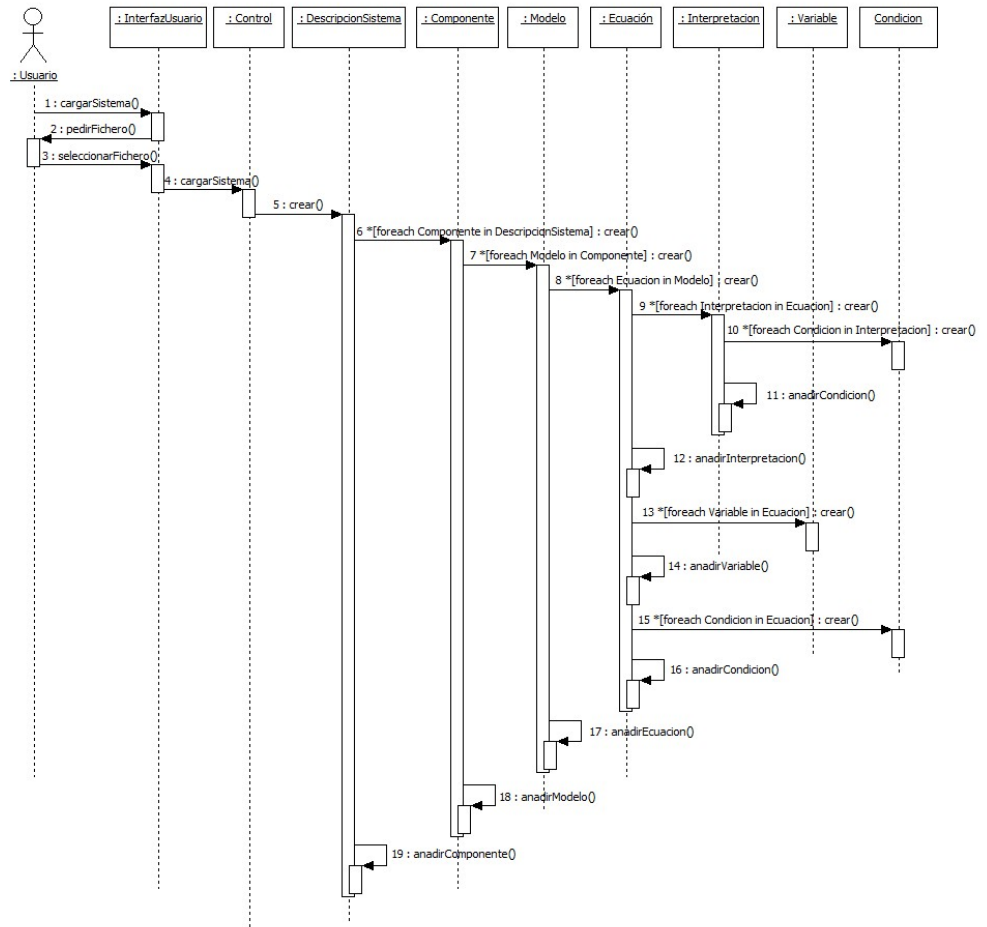 : InterfazUsuario
: Control
: DescripcionSistema
: Componente
: Modelo
: Ecuación
: Interpretacion
: Variable
Condicion
: Usuario
1 : cargarSistema()
2 : pedirFichero()
3 : seleccionarFichero()
4 : cargarSistema()
5 : crear()
6 *[foreach Componente in DescripcionSistema] : crear()
7 *[foreach Modelo in Componente] : crear()
8 *[foreach Ecuacion in Modelo] : crear()
9 *[foreach Interpretacion in Ecuacion] : crear()
10 *[foreach Condicion in Interpretacion] : crear()
11 : anadirCondicion()
12 : anadirInterpretacion()
13 *[foreach Variable in Ecuacion] : crear()
14 : anadirVariable()
15 *[foreach Condicion in Ecuacion] : crear()
16 : anadirCondicion()
17 : anadirEcuacion()
18 : anadirModelo()
19 : anadirComponente()